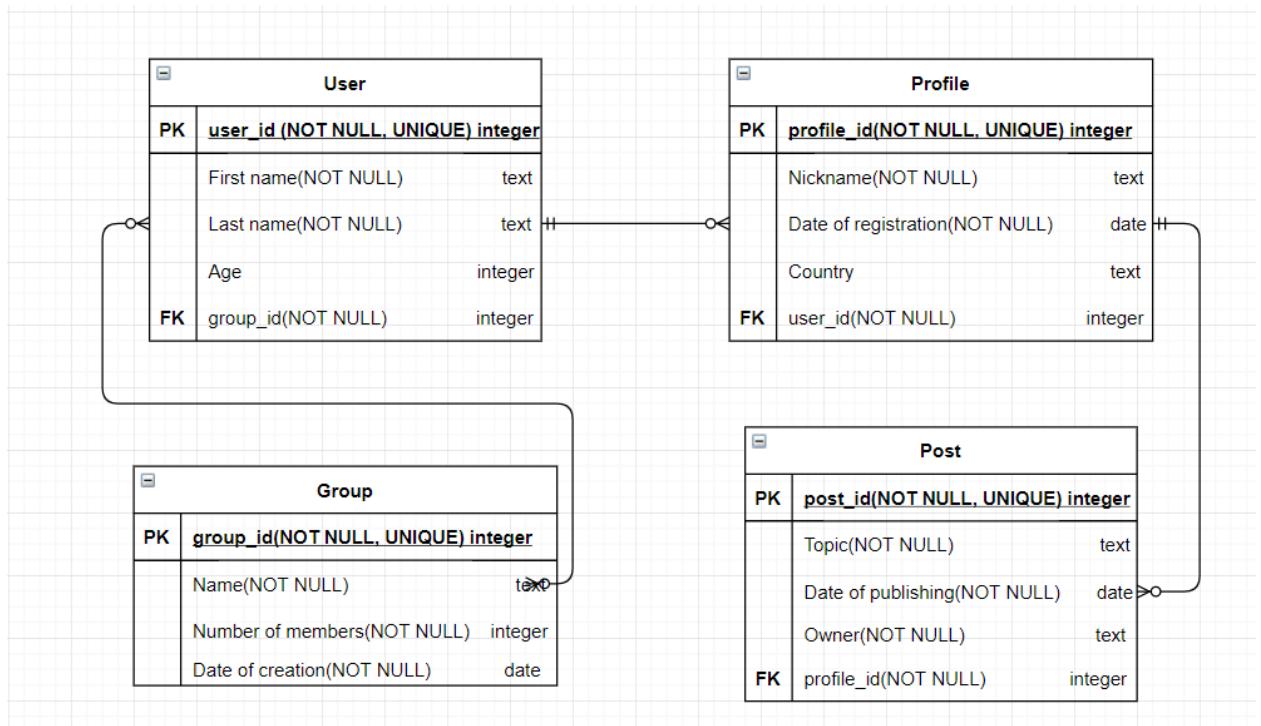 User
PK user_id (NOT NULL, UNIQUE) integer
First name(NOT NULL) text
Last name(NOT NULL) text
Age integer
FK group_id(NOT NULL) integer
Profile
PK profile_id(NOT NULL, UNIQUE) integer
Nickname(NOT NULL) text
Date of registration(NOT NULL) date
Country text
FK user_id(NOT NULL) integer
Group
PK group_id(NOT NULL, UNIQUE) integer
Name(NOT NULL) text
Number of members(NOT NULL) integer
Date of creation(NOT NULL) date
Post
PK post_id(NOT NULL, UNIQUE) integer
Topic(NOT NULL) text
Date of publishing(NOT NULL) date
Owner(NOT NULL) text
FK profile_id(NOT NULL) integer